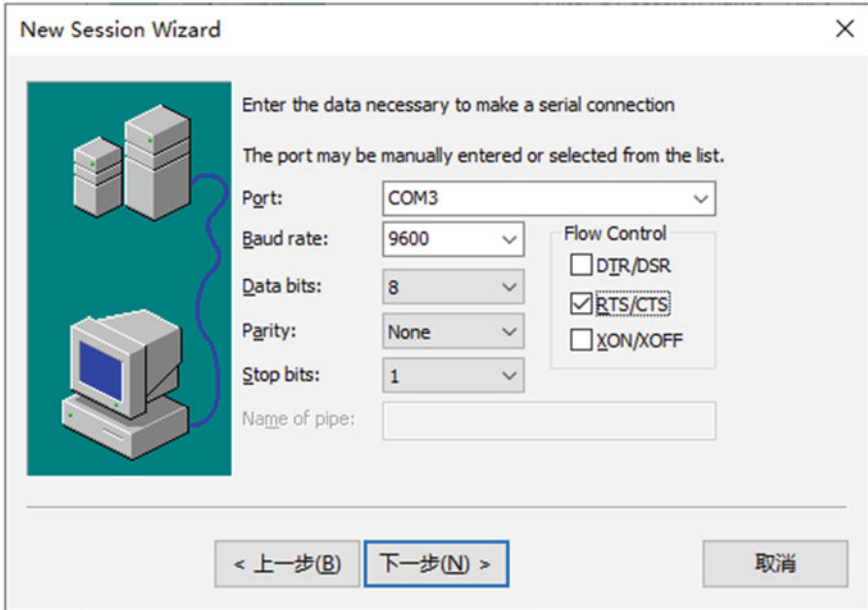 New Session Wizard
Enter the data necessary to make a serial connection
The port may be manually entered or selected from the list.
Port: COM3
Baud rate: 9600
Flow Control
DTR/DSR
Data bits: 8
RTS/CTS
Parity: None
XON/XOFF
Stop bits: 1
Name of pipe:
< 上一步(B)
下一步(N) >
取消